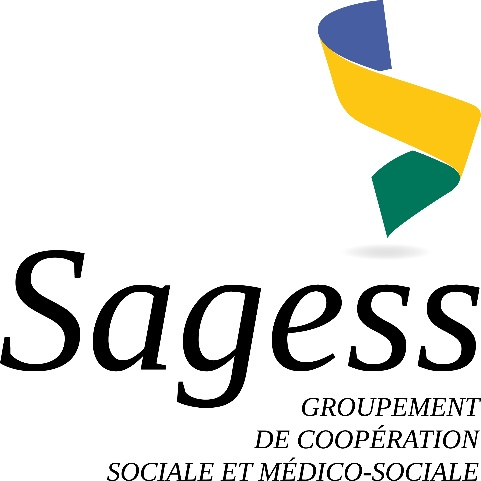 Sagess
GROUPEMENT
DE COOPÉRATION
SOCIALE ET MÉDICO-SOCIALE